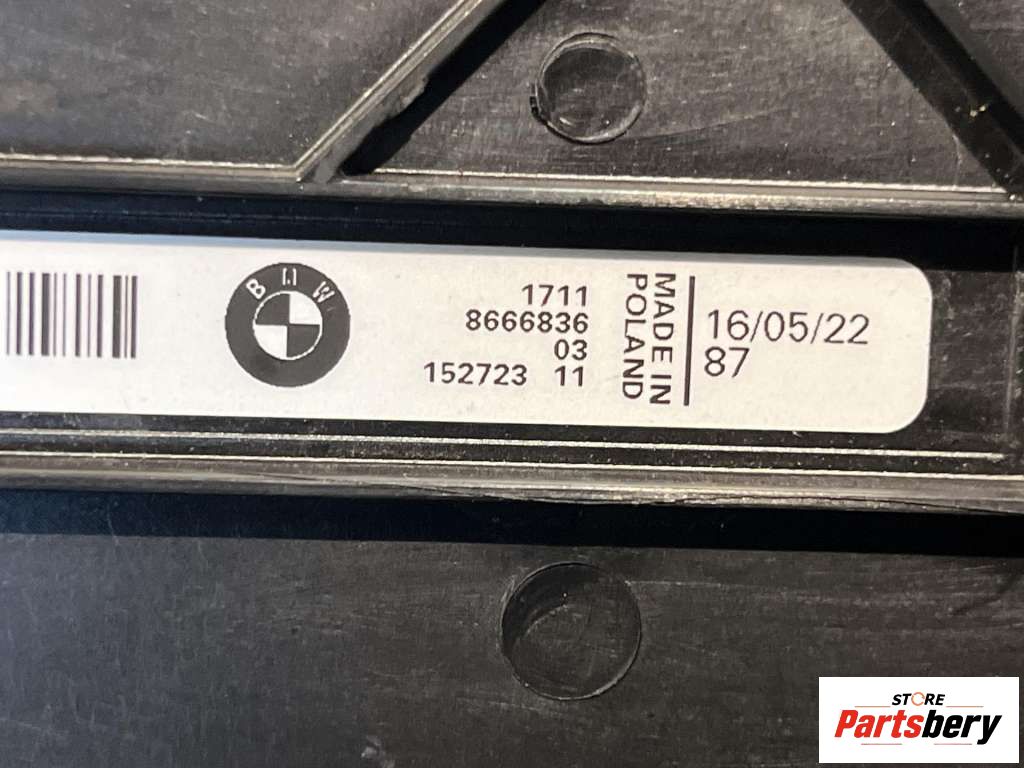 BMW
1711
8666836
03
152723 11
MADE IN
POLAND
16/05/22
87
STORE
Partsbery